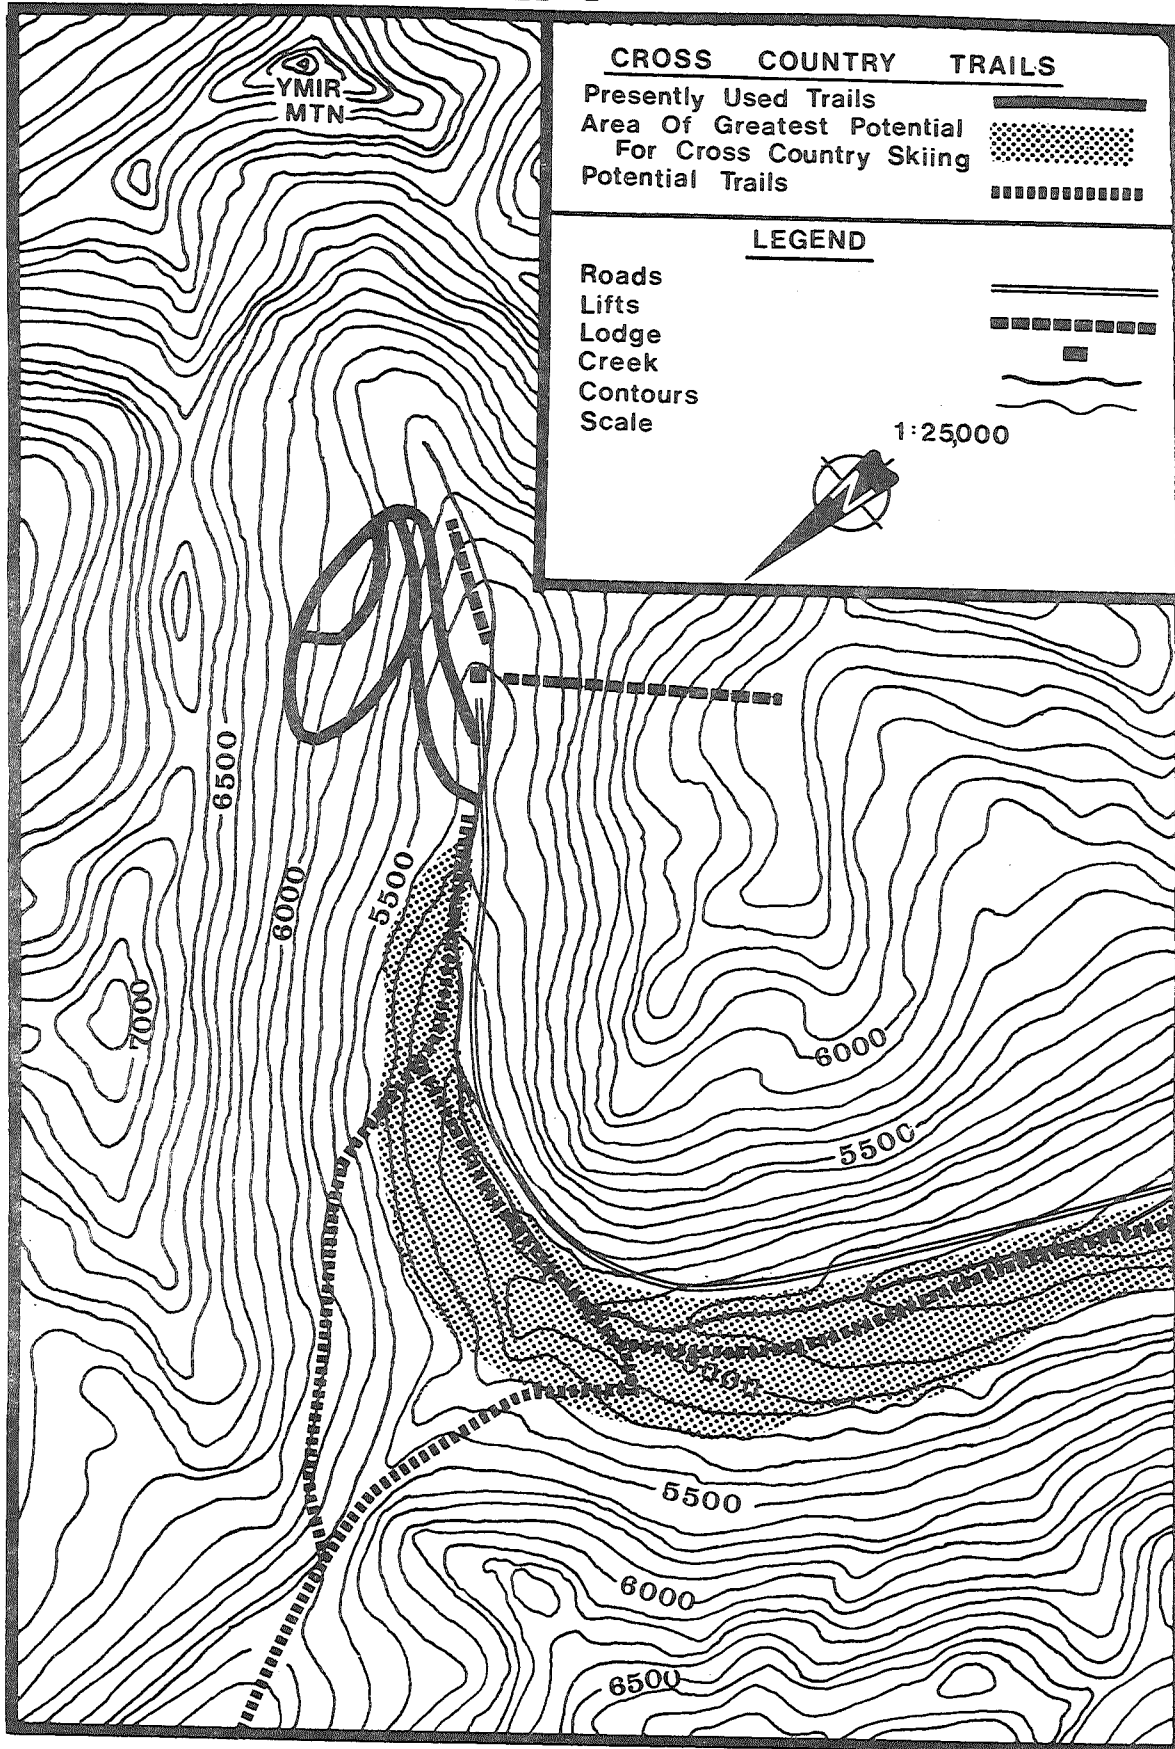 YMIR
MTN
CROSS COUNTRY TRAILS
Presently Used Trails
Area Of Greatest Potential
For Cross Country Skiing
Potential Trails
LEGEND
Roads
Lifts
Lodge
Creek
Contours
Scale 1:25,000
N
6500
6000
5500
7000
6000
5500
5000
5500
6000
6500